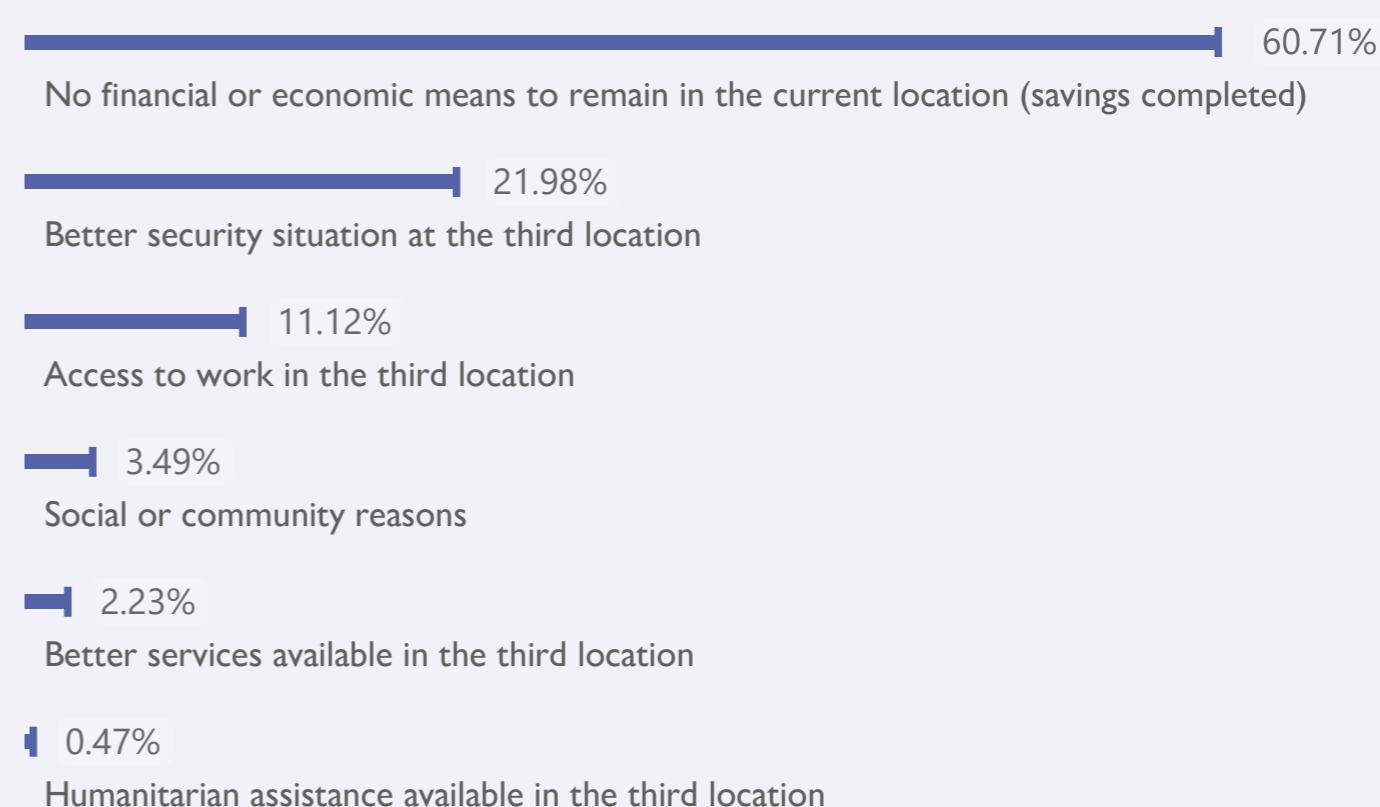 60.71%
No financial or economic means to remain in the current location (savings completed)
21.98%
Better security situation at the third location
11.12%
Access to work in the third location
3.49%
Social or community reasons
2.23%
Better services available in the third location
0.47%
Humanitarian assistance available in the third location